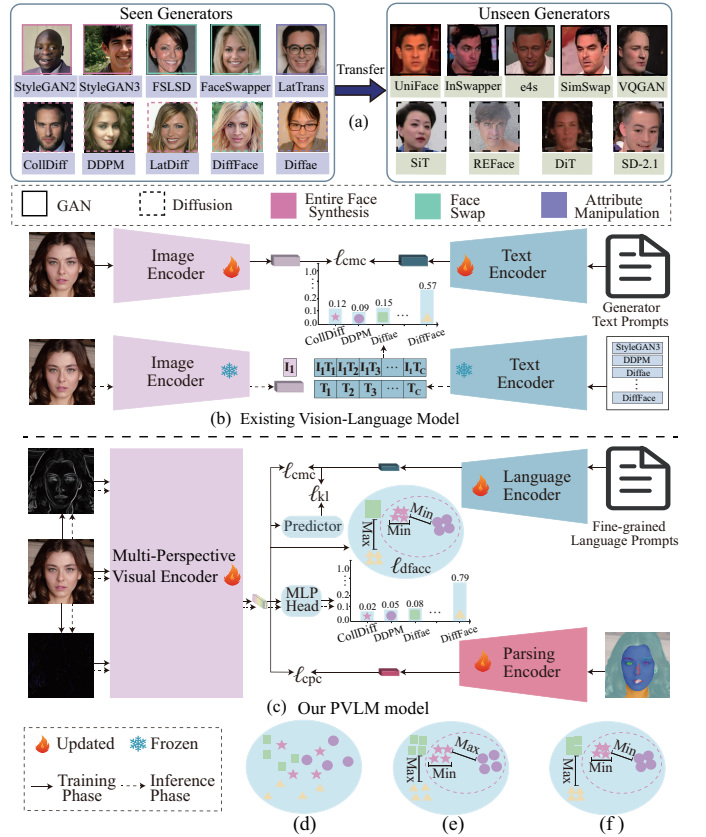 Seen Generators
StyleGAN2 StyleGAN3 FSLSD FaceSwapper LatTrans
CollDiff DDPM LatDiff DiffFace Diffae
Transfer
(a)
Unseen Generators
UniFace InSwapper e4s SimSwap VQGAN
SiT REFace DiT SD-2.1
GAN
Diffusion
Entire Face
Synthesis
Face
Swap
Attribute
Manipulation
Image
Encoder
ℓcmc
Text
Encoder
Generator
Text Prompts
1.0
0.2
0.1
0.0
0.12 0.09 0.15 ... 0.57
CollDiff DDPM Diffae DiffFace
Image
Encoder
I1
I1T1 I1T2 I1T3 ... I1TC
T1 T2 T3 ... TC
Text
Encoder
StyleGAN3
DDPM
Diffae
DiffFace
(b) Existing Vision-Language Model
Multi-Perspective
Visual Encoder
ℓcmc
ℓkl
Predictor
Min
Max
Min
ℓdfacc
Language
Encoder
Fine-grained
Language Prompts
MLP
Head
1.0
0.2
0.1
0.0
0.02 0.05 0.08 ... 0.79
CollDiff DDPM Diffae DiffFace
ℓcpc
Parsing
Encoder
(c) Our PVLM model
Updated Frozen
Training
Phase
Inference
Phase
(d)
Max
Max
Min
(e)
Min
Max
Min
(f)